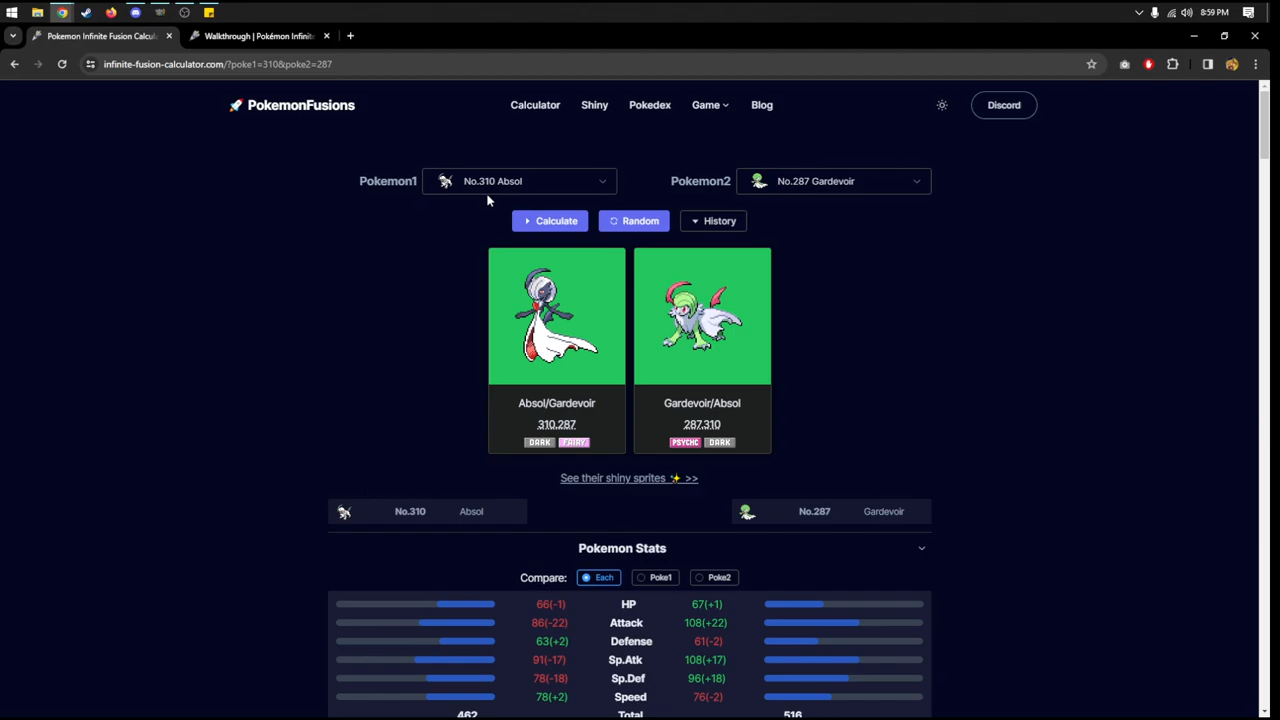 8:59 PM
Pokemon Infinite Fusion Calcul
Walkthrough | Pokémon Infinite
infinite-fusion-calculator.com/?poke1=310&poke2=287
PokemonFusions
Calculator
Shiny
Pokedex
Game
Blog
Discord
Pokemon1
No.310 Absol
Pokemon2
No.287 Gardevoir
Calculate
Random
History
Absol/Gardevoir
310.287
DARK FAIRY
Gardevoir/Absol
287.310
PSYCHC DARK
See their shiny sprites ✨ >>
No.310 Absol
No.287 Gardevoir
Pokemon Stats
Compare: Each Poke1 Poke2
66(-1) HP 67(+1)
86(-22) Attack 108(+22)
63(+2) Defense 61(-2)
91(-17) Sp.Atk 108(+17)
78(-18) Sp.Def 96(+18)
78(+2) Speed 76(-2)
462 Total 516